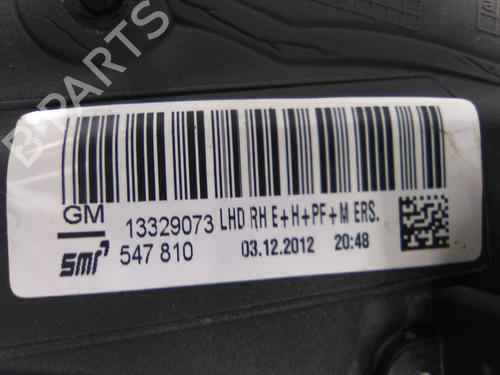 B-PARTS
GM 13329073 LHD RH E+H+PF+M ERS.
smr 547 810 03.12.2012 20:48